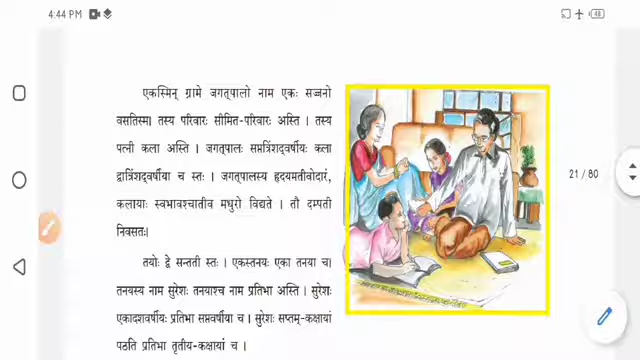 4:44 PM
48
एकस्मिन् ग्रामे जगत्पालो नाम एकः सज्जनो
वसतिस्म। तस्य परिवारः सीमित-परिवारः अस्ति । तस्य
पत्नी कला अस्ति । जगत्पालः सप्तत्रिंशद्वर्षीयः कला
द्वात्रिंशद्वर्षीया च स्तः । जगत्पालस्य हृदयमतीवोदारं,
कलायाः स्वभावश्चातीव मधुरो विद्यते । तौ दम्पती
निवसतः।
21 / 80
तयोः द्वे सन्तती स्तः । एकस्तनयः एका तनया च।
तनयस्य नाम सुरेशः तनयाश्च नाम प्रतिभा अस्ति । सुरेशः
एकादशवर्षीयः प्रतिभा सप्तवर्षीया च । सुरेशः सप्तम्-कक्षायां
पठति प्रतिभा तृतीय-कक्षायां च ।